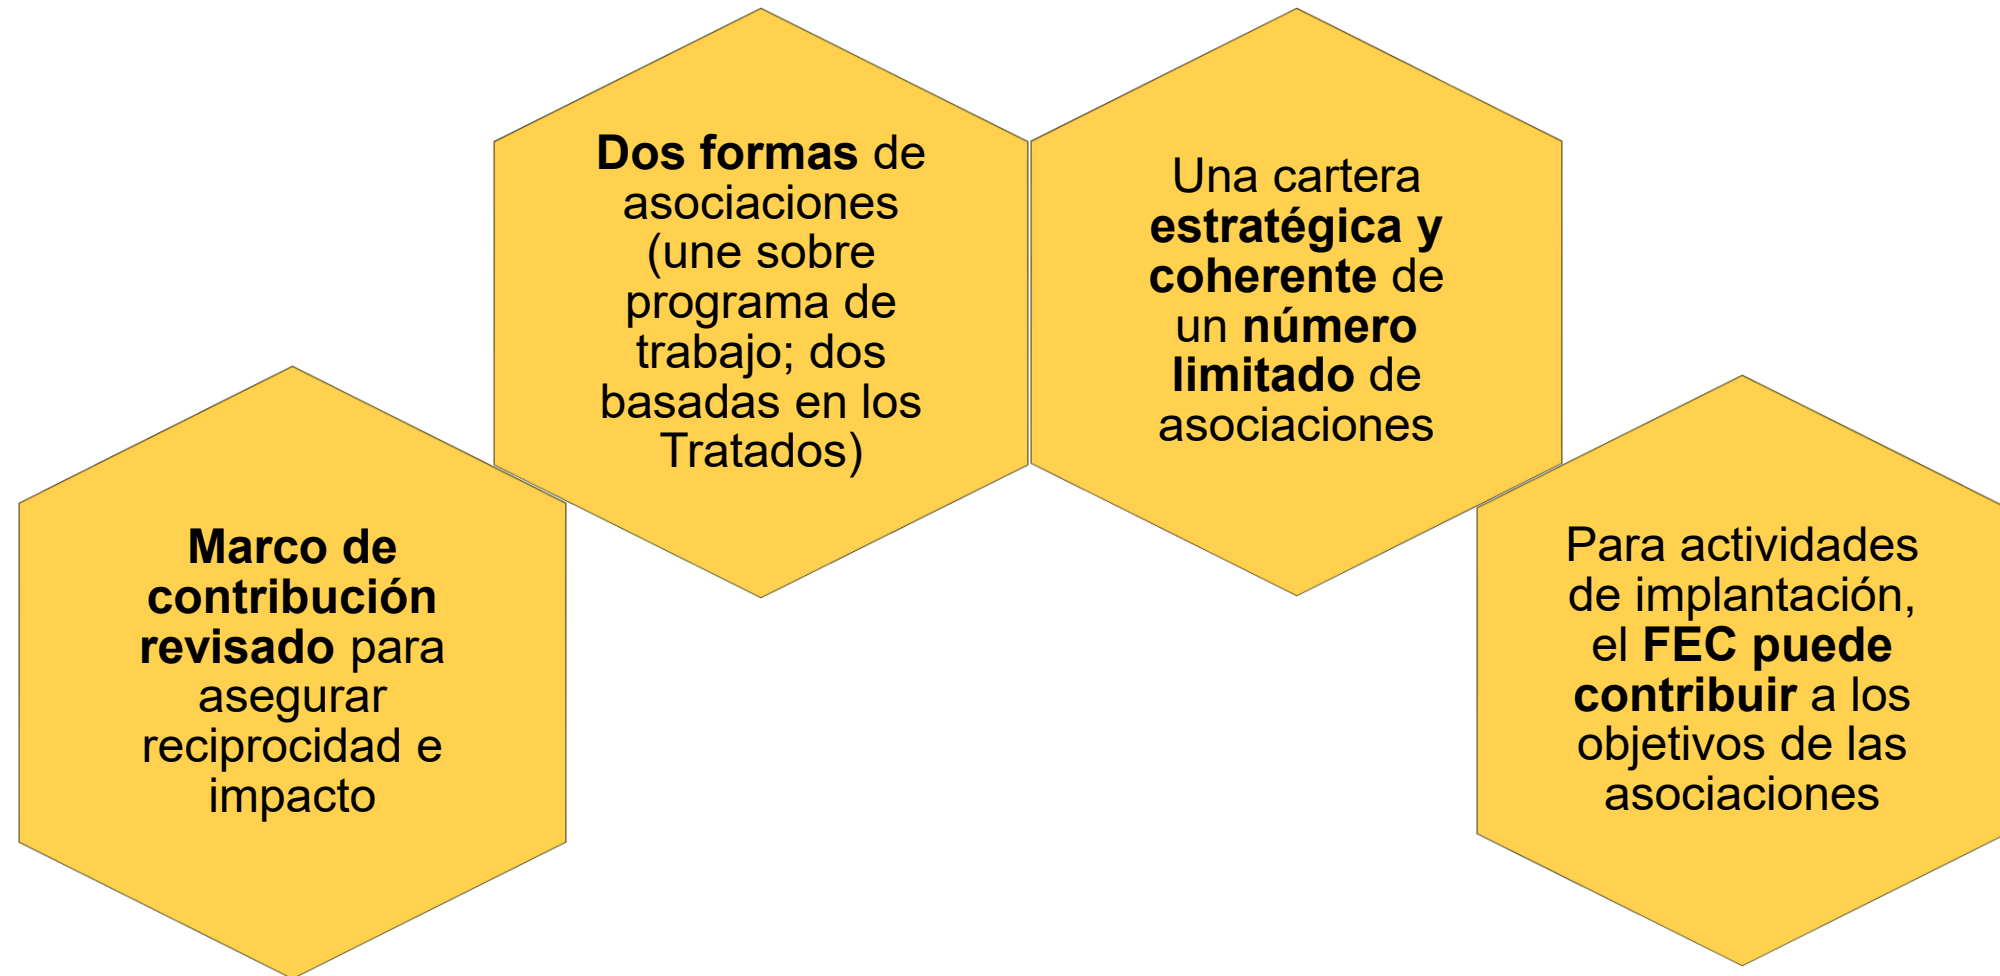 Marco de
contribución
revisado para
asegurar
reciprocidad e
impacto
Dos formas de
asociaciones
(une sobre
programa de
trabajo; dos
basadas en los
Tratados)
Una cartera
estratégica y
coherente de
un número
limitado de
asociaciones
Para actividades
de implantación,
el FEC puede
contribuir a los
objetivos de las
asociaciones